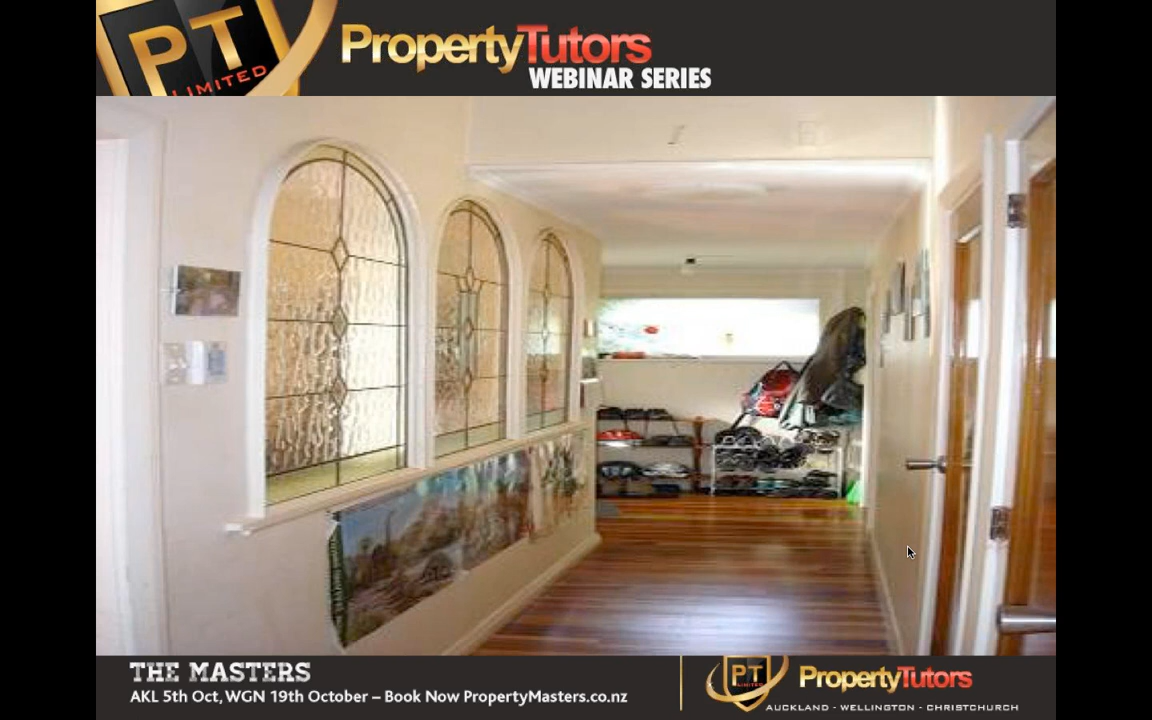 PT
LIMITED
PropertyTutors
WEBINAR SERIES
THE MASTERS
AKL 5th Oct, WGN 19th October – Book Now PropertyMasters.co.nz
PT
LIMITED
PropertyTutors
AUCKLAND - WELLINGTON - CHRISTCHURCH